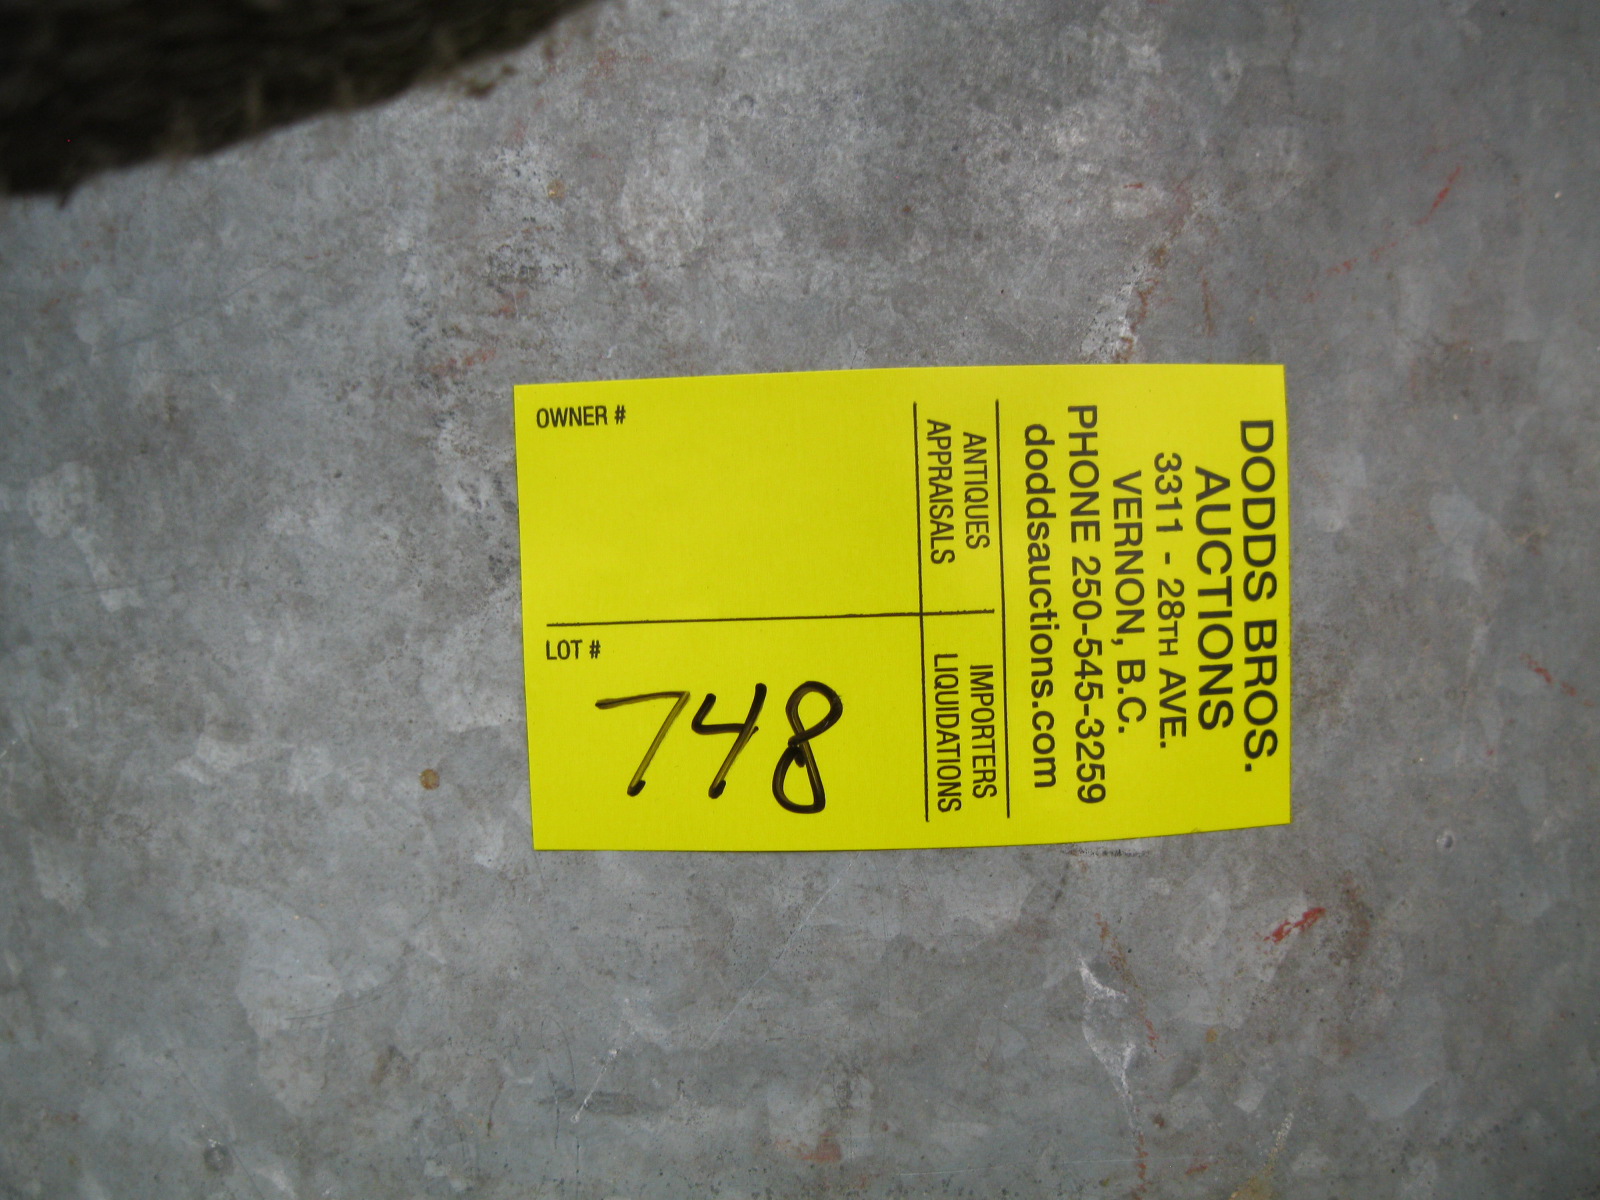 DODDS BROS.
AUCTIONS
3311 - 28TH AVE.
VERNON, B.C.
PHONE 250-545-3259
doddsauctions.com
ANTIQUES
APPRAISALS
IMPORTERS
LIQUIDATIONS
OWNER #
LOT #
748